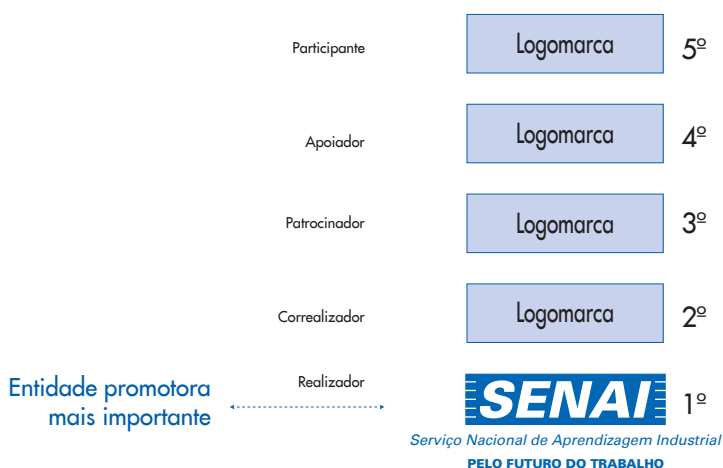 Participante Logomarca 5º
Apoiador Logomarca 4º
Patrocinador Logomarca 3º
Correalizador Logomarca 2º
Entidade promotora
mais importante
Realizador SENAI 1º
Serviço Nacional de Aprendizagem Industrial
PELO FUTURO DO TRABALHO